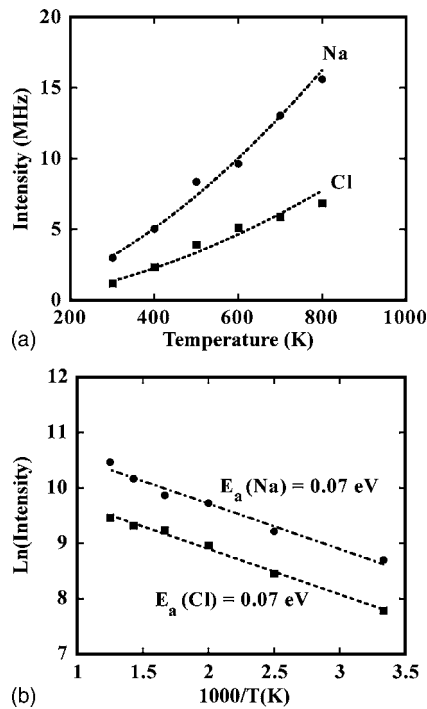 20
15
10
5
0
Intensity (MHz)
Na
Cl
200 400 600 800 1000
(a) Temperature (K)
12
11
10
9
8
7
Ln(Intensity)
E a (Na) = 0.07 eV
E a (Cl) = 0.07 eV
1 1.5 2 2.5 3 3.5
(b) 1000/T(K)